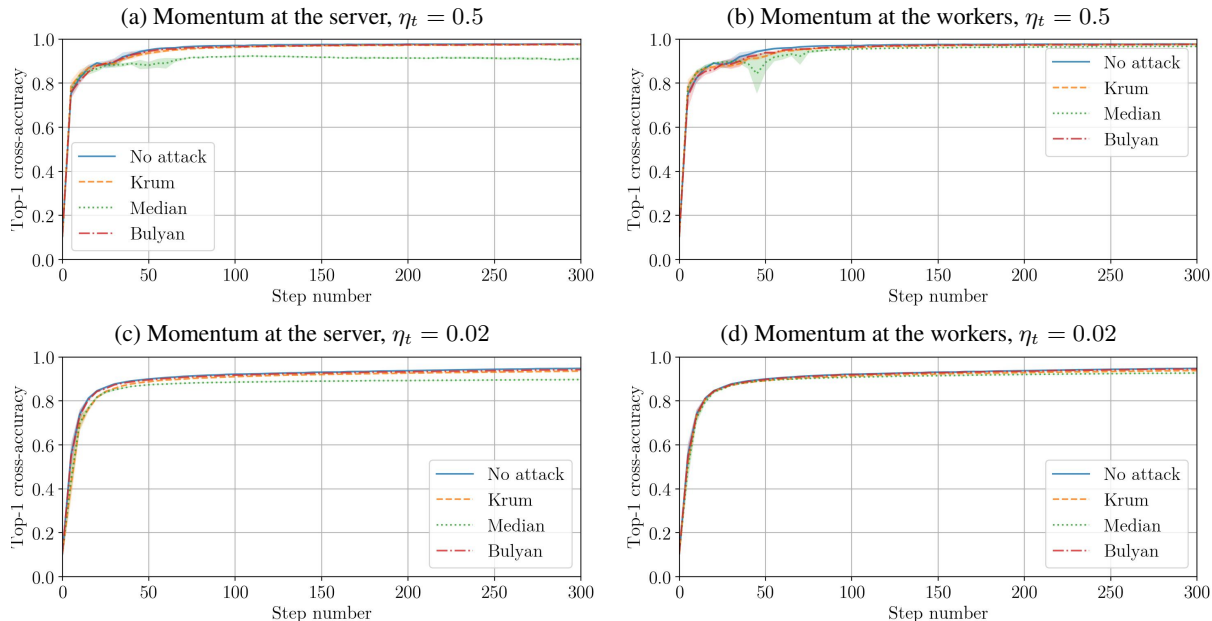 (a) Momentum at the server, ηt = 0.5
1.0
0.8
0.6
0.4
0.2
0.0
Top-1 cross-accuracy
No attack
Krum
Median
Bulyan
0 50 100 150 200 250 300
Step number
(b) Momentum at the workers, ηt = 0.5
1.0
0.8
0.6
0.4
0.2
0.0
Top-1 cross-accuracy
No attack
Krum
Median
Bulyan
0 50 100 150 200 250 300
Step number
(c) Momentum at the server, ηt = 0.02
1.0
0.8
0.6
0.4
0.2
0.0
Top-1 cross-accuracy
No attack
Krum
Median
Bulyan
0 50 100 150 200 250 300
Step number
(d) Momentum at the workers, ηt = 0.02
1.0
0.8
0.6
0.4
0.2
0.0
Top-1 cross-accuracy
No attack
Krum
Median
Bulyan
0 50 100 150 200 250 300
Step number